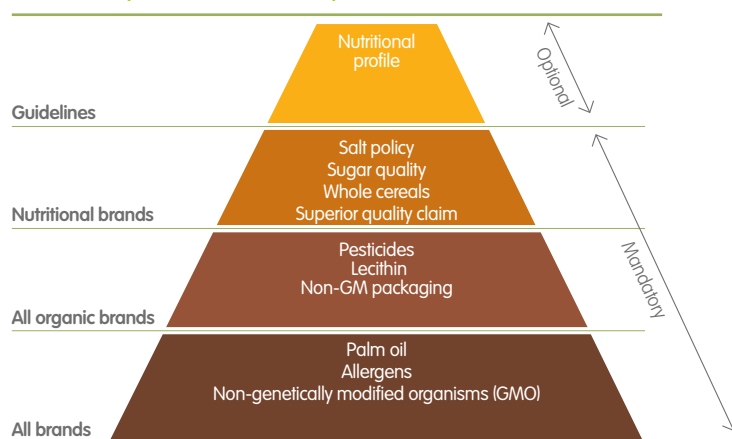 Nutritional
profile
Optional
Guidelines
Salt policy
Sugar quality
Whole cereals
Superior quality claim
Nutritional brands
Mandatory
Pesticides
Lecithin
Non-GM packaging
All organic brands
Palm oil
Allergens
Non-genetically modified organisms (GMO)
All brands